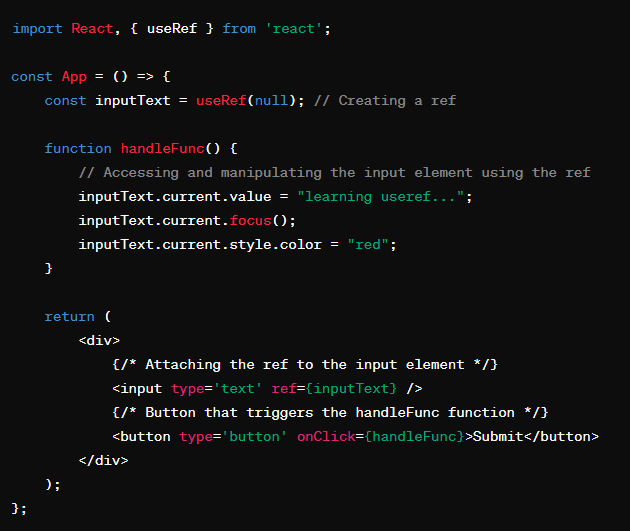 import React, { useRef } from 'react';
const App = () => {
const inputText = useRef(null); // Creating a ref
function handleFunc() {
// Accessing and manipulating the input element using the ref
inputText.current.value = "learning useref...";
inputText.current.focus();
inputText.current.style.color = "red";
}
return (
<div>
{/* Attaching the ref to the input element */}
<input type='text' ref={inputText} />
{/* Button that triggers the handleFunc function */}
<button type='button' onClick={handleFunc}>Submit</button>
</div>
);
};